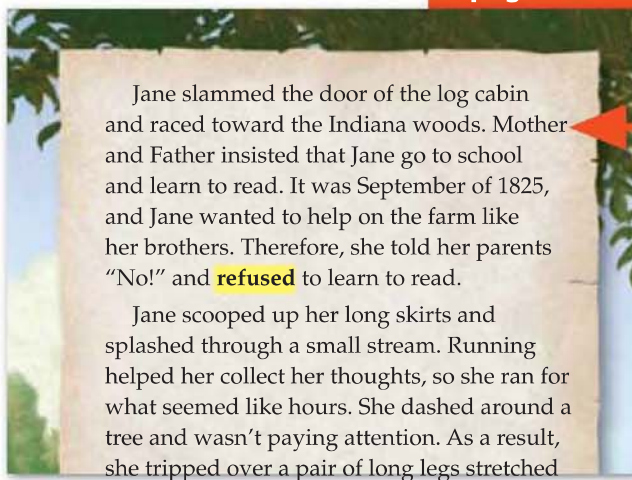 Jane slammed the door of the log cabin
and raced toward the Indiana woods. Mother
and Father insisted that Jane go to school
and learn to read. It was September of 1825,
and Jane wanted to help on the farm like
her brothers. Therefore, she told her parents
“No!” and refused to learn to read.
Jane scooped up her long skirts and
splashed through a small stream. Running
helped her collect her thoughts, so she ran for
what seemed like hours. She dashed around a
tree and wasn’t paying attention. As a result,
she tripped over a pair of long legs stretched